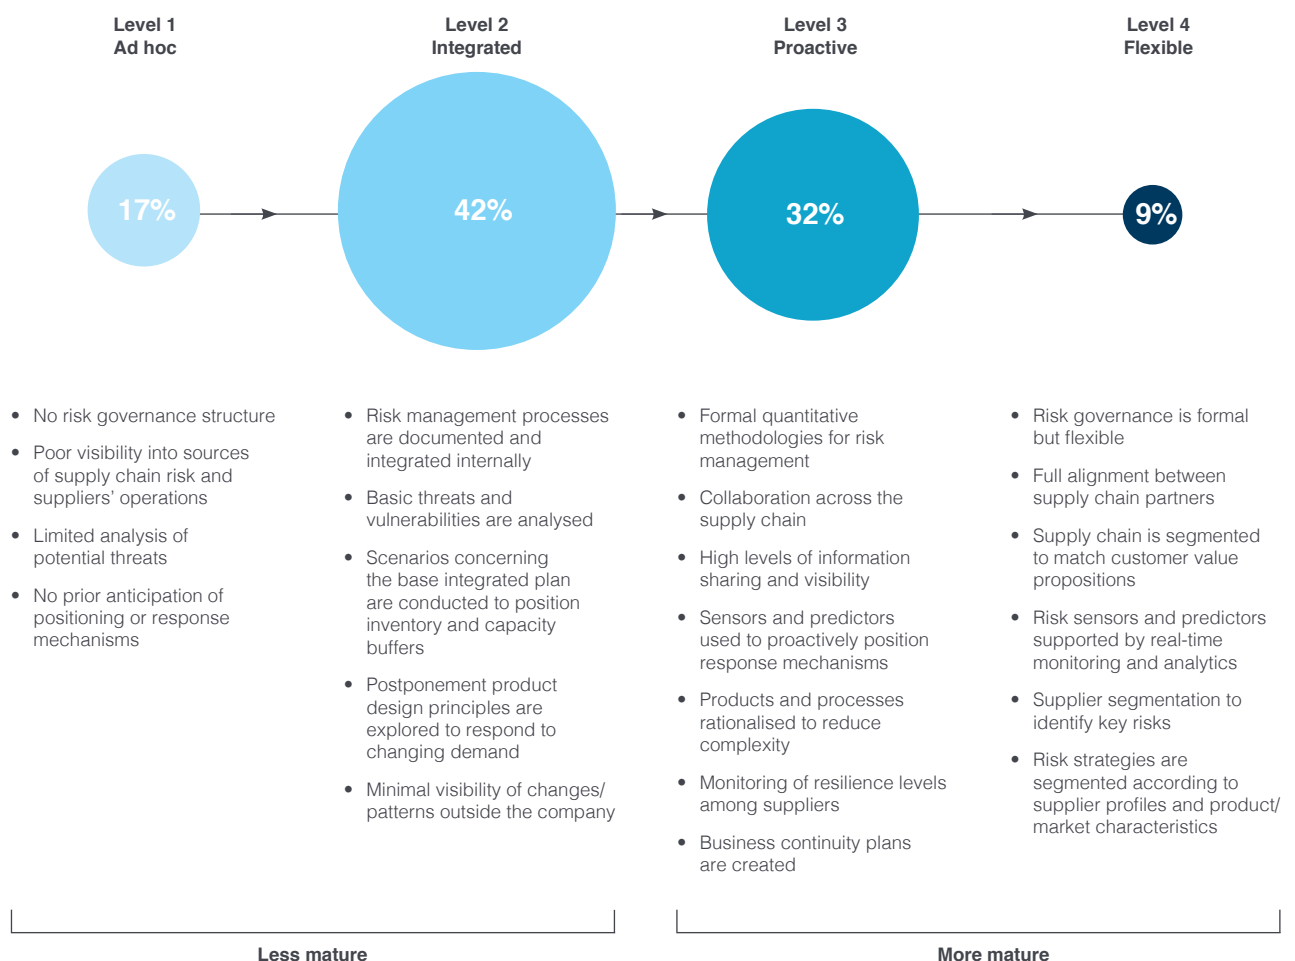 Level 1
Ad hoc
Level 2
Integrated
Level 3
Proactive
Level 4
Flexible
17%
42%
32%
9%
• No risk governance structure
• Poor visibility into sources
of supply chain risk and
suppliers’ operations
• Limited analysis of
potential threats
• No prior anticipation of
positioning or response
mechanisms
• Risk management processes
are documented and
integrated internally
• Basic threats and
vulnerabilities are analysed
• Scenarios concerning
the base integrated plan
are conducted to position
inventory and capacity
buffers
• Postponement product
design principles are
explored to respond to
changing demand
• Minimal visibility of changes/
patterns outside the company
• Formal quantitative
methodologies for risk
management
• Collaboration across the
supply chain
• High levels of information
sharing and visibility
• Sensors and predictors
used to proactively position
response mechanisms
• Products and processes
rationalised to reduce
complexity
• Monitoring of resilience levels
among suppliers
• Business continuity plans
are created
• Risk governance is formal
but flexible
• Full alignment between
supply chain partners
• Supply chain is segmented
to match customer value
propositions
• Risk sensors and predictors
supported by real-time
monitoring and analytics
• Supplier segmentation to
identify key risks
• Risk strategies are
segmented according to
supplier profiles and product/
market characteristics
Less mature
More mature